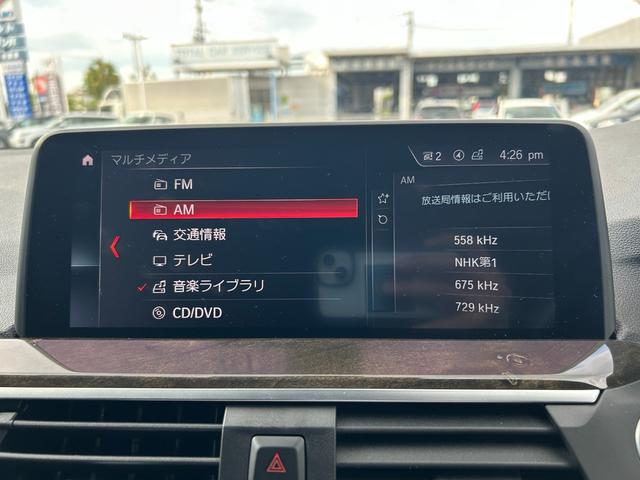 マルチメディア
2
4:26 pm
FM
AM
交通情報
テレビ
音楽ライブラリ
CD/DVD
AM
放送局情報はご利用いただけ
558 kHz
NHK第1
675 kHz
729 kHz